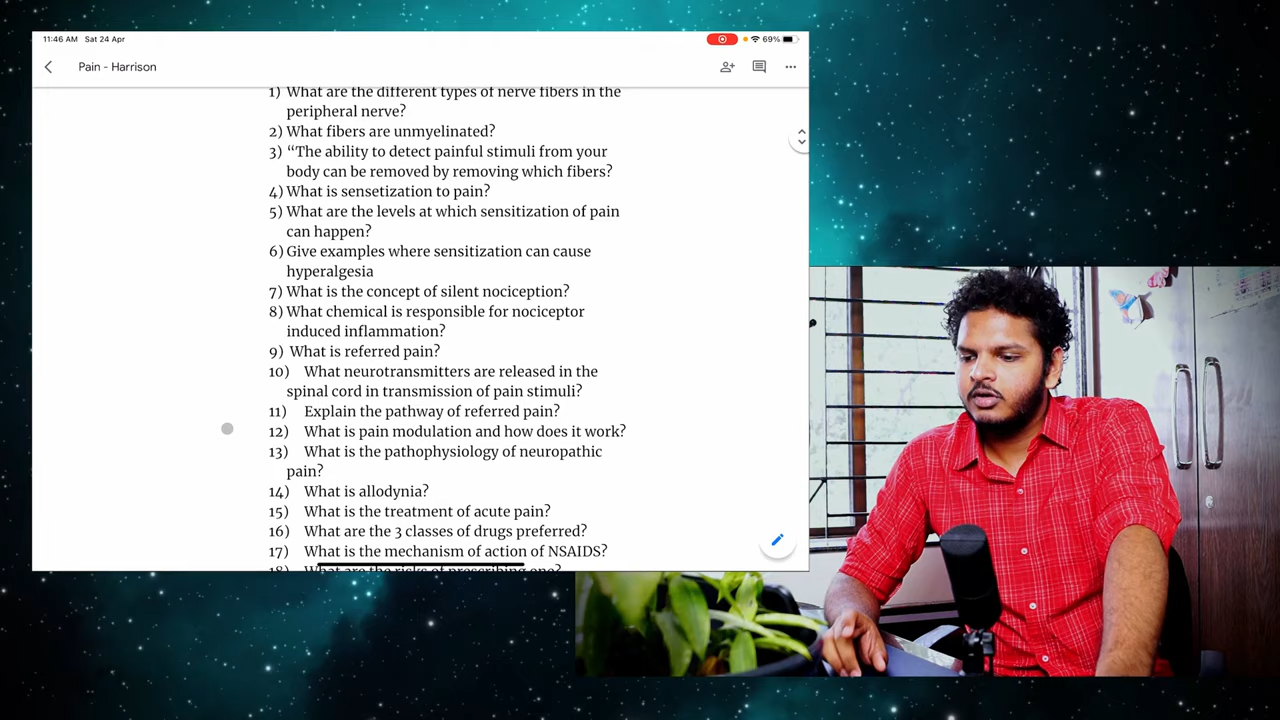 11:46 AM Sat 24 Apr
69%
Pain - Harrison
1) What are the different types of nerve fibers in the
peripheral nerve?
2) What fibers are unmyelinated?
3) “The ability to detect painful stimuli from your
body can be removed by removing which fibers?
4) What is sensetization to pain?
5) What are the levels at which sensitization of pain
can happen?
6) Give examples where sensitization can cause
hyperalgesia
7) What is the concept of silent nociception?
8) What chemical is responsible for nociceptor
induced inflammation?
9) What is referred pain?
10) What neurotransmitters are released in the
spinal cord in transmission of pain stimuli?
11) Explain the pathway of referred pain?
12) What is pain modulation and how does it work?
13) What is the pathophysiology of neuropathic
pain?
14) What is allodynia?
15) What is the treatment of acute pain?
16) What are the 3 classes of drugs preferred?
17) What is the mechanism of action of NSAIDS?
18) What are the risks of prescribing one?